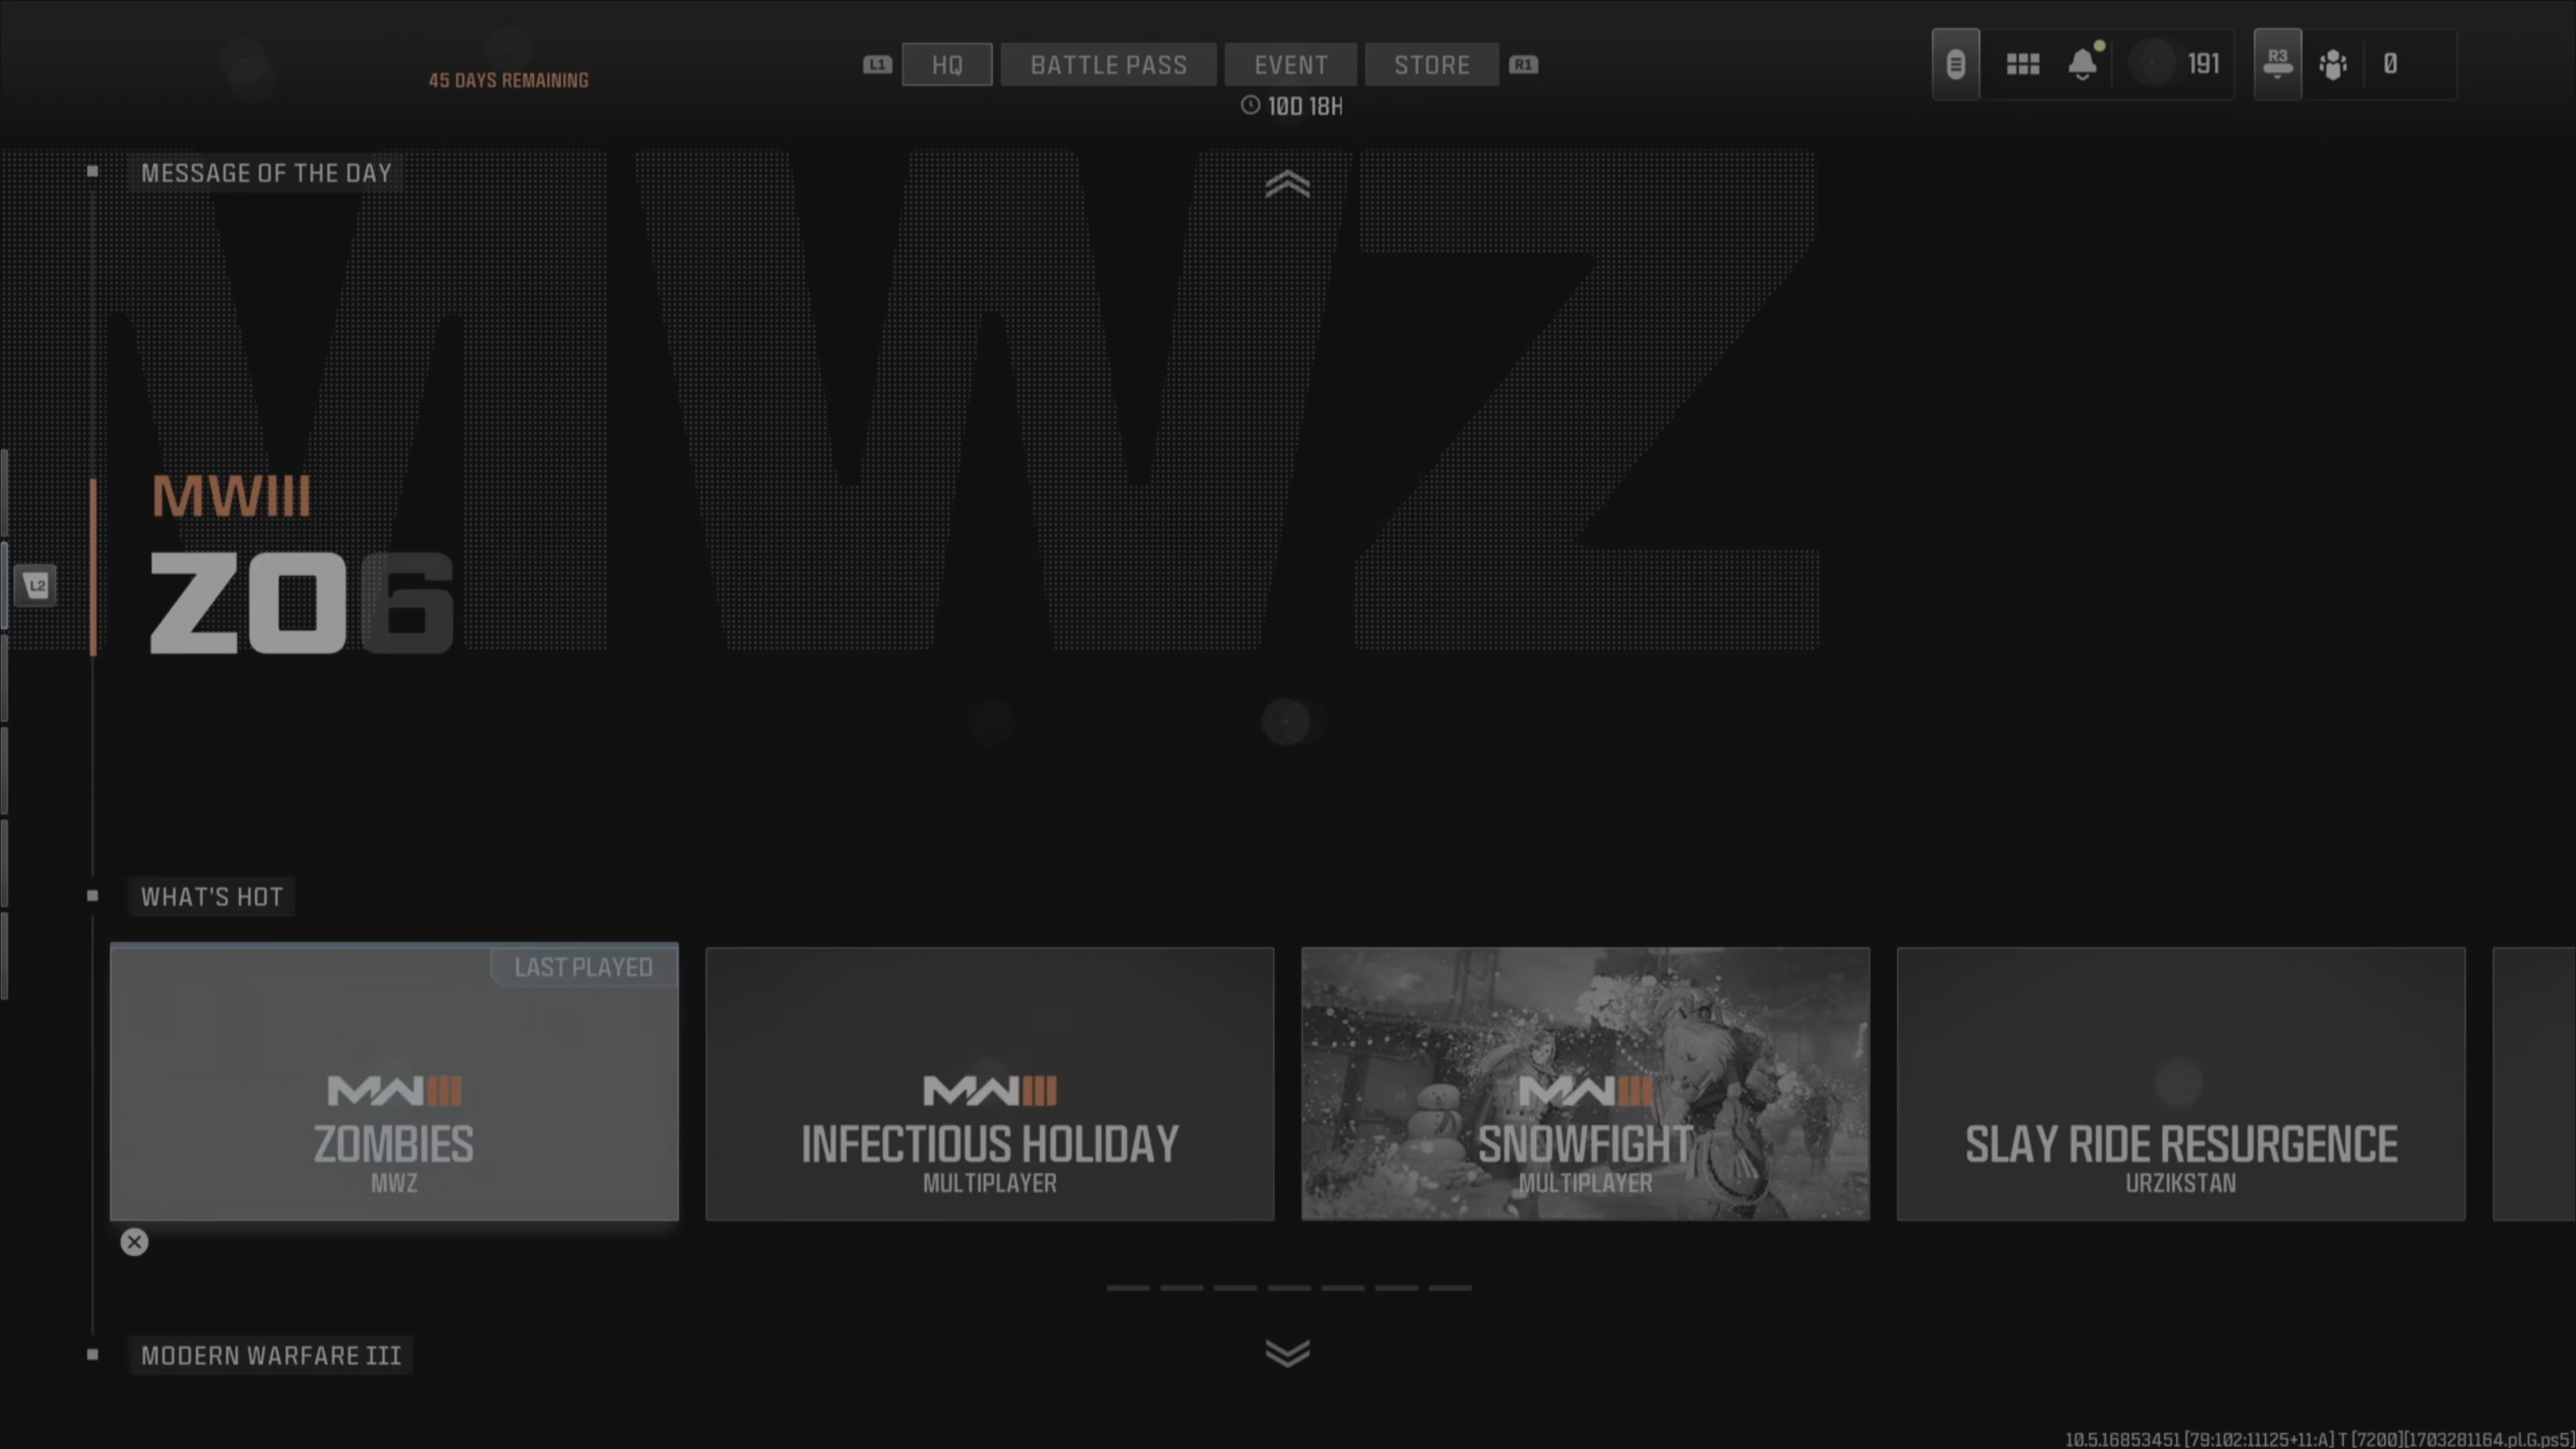 45 DAYS REMAINING
L1 HQ BATTLE PASS EVENT STORE R1
10D 18H
191
R3
0
MESSAGE OF THE DAY
MWZ
MWIII
ZO6
L2
WHAT'S HOT
LAST PLAYED
MWIII
ZOMBIES
MWZ
MWIII
INFECTIOUS HOLIDAY
MULTIPLAYER
MWIII
SNOWFIGHT
MULTIPLAYER
SLAY RIDE RESURGENCE
URZIKSTAN
MODERN WARFARE III
10.5.16853451 [79:102:11125+11:A] T [7200][1703281164.pl.G.ps5]